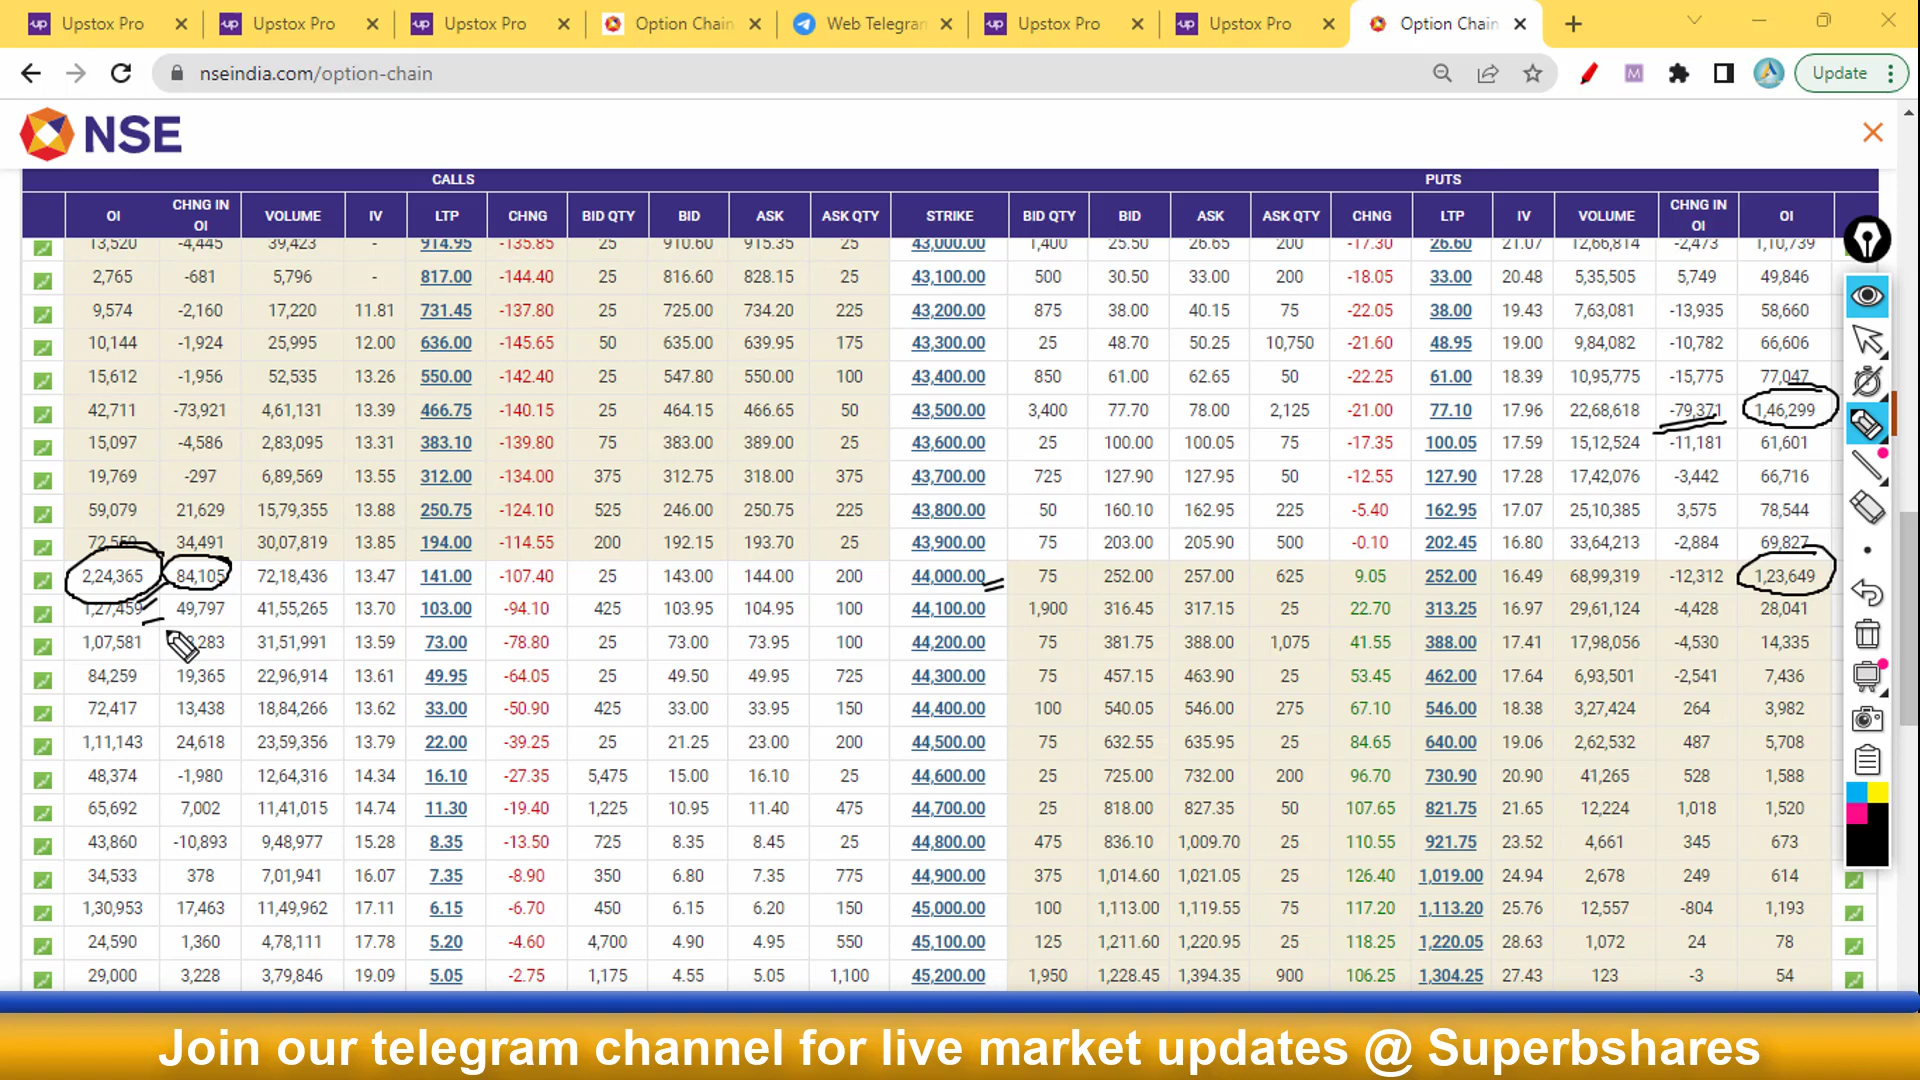 Upstox Pro Upstox Pro Upstox Pro Option Chain Web Telegram Upstox Pro Upstox Pro Option Chain
nseindia.com/option-chain Update
NSE
CALLS PUTS
OI CHNG IN OI VOLUME IV LTP CHNG BID QTY BID ASK ASK QTY STRIKE BID QTY BID ASK ASK QTY CHNG LTP IV VOLUME CHNG IN OI OI
13,520 -4,445 39,423 - 914.95 -135.85 25 910.60 915.35 25 43,000.00 1,400 25.50 26.65 200 -17.30 26.60 21.07 12,66,814 -2,473 1,10,739
2,765 -681 5,796 - 817.00 -144.40 25 816.60 828.15 25 43,100.00 500 30.50 33.00 200 -18.05 33.00 20.48 5,35,505 5,749 49,846
9,574 -2,160 17,220 11.81 731.45 -137.80 25 725.00 734.20 225 43,200.00 875 38.00 40.15 75 -22.05 38.00 19.43 7,63,081 -13,935 58,660
10,144 -1,924 25,995 12.00 636.00 -145.65 50 635.00 639.95 175 43,300.00 25 48.70 50.25 10,750 -21.60 48.95 19.00 9,84,082 -10,782 66,606
15,612 -1,956 52,535 13.26 550.00 -142.40 25 547.80 550.00 100 43,400.00 850 61.00 62.65 50 -22.25 61.00 18.39 10,95,775 -15,775 77,047
42,711 -73,921 4,61,131 13.39 466.75 -140.15 25 464.15 466.65 50 43,500.00 3,400 77.70 78.00 2,125 -21.00 77.10 17.96 22,68,618 -79,371 1,46,299
15,097 -4,586 2,83,095 13.31 383.10 -139.80 75 383.00 389.00 25 43,600.00 25 100.00 100.05 75 -17.35 100.05 17.59 15,12,524 -11,181 61,601
19,769 -297 6,89,569 13.55 312.00 -134.00 375 312.75 318.00 375 43,700.00 725 127.90 127.95 50 -12.55 127.90 17.28 17,42,076 -3,442 66,716
59,079 21,629 15,79,355 13.88 250.75 -124.10 525 246.00 250.75 225 43,800.00 50 160.10 162.95 225 -5.40 162.95 17.07 25,10,385 3,575 78,544
72,559 34,491 30,07,819 13.85 194.00 -114.55 200 192.15 193.70 25 43,900.00 75 203.00 205.90 500 -0.10 202.45 16.80 33,64,213 -2,884 69,827
2,24,365 84,105 72,18,436 13.47 141.00 -107.40 25 143.00 144.00 200 44,000.00 75 252.00 257.00 625 9.05 252.00 16.49 68,99,319 -12,312 1,23,649
1,27,459 49,797 41,55,265 13.70 103.00 -94.10 425 103.95 104.95 100 44,100.00 1,900 316.45 317.15 25 22.70 313.25 16.97 29,61,124 -4,428 28,041
1,07,581 31,51,991 13.59 73.00 -78.80 25 73.00 73.95 100 44,200.00 75 381.75 388.00 1,075 41.55 388.00 17.41 17,98,056 -4,530 14,335
84,259 19,365 22,96,914 13.61 49.95 -64.05 25 49.50 49.95 725 44,300.00 75 457.15 463.90 25 53.45 462.00 17.64 6,93,501 -2,541 7,436
72,417 13,438 18,84,266 13.62 33.00 -50.90 425 33.00 33.95 150 44,400.00 100 540.05 546.00 275 67.10 546.00 18.38 3,27,424 264 3,982
1,11,143 24,618 23,59,356 13.79 22.00 -39.25 25 21.25 23.00 200 44,500.00 75 632.55 635.95 25 84.65 640.00 19.06 2,62,532 487 5,708
48,374 -1,980 12,64,316 14.34 16.10 -27.35 5,475 15.00 16.10 25 44,600.00 25 725.00 732.00 200 96.70 730.90 20.90 41,265 528 1,588
65,692 7,002 11,41,015 14.74 11.30 -19.40 1,225 10.95 11.40 475 44,700.00 25 818.00 827.35 50 107.65 821.75 21.65 12,224 1,018 1,520
43,860 -10,893 9,48,977 15.28 8.35 -13.50 725 8.35 8.45 25 44,800.00 475 836.10 1,009.70 25 110.55 921.75 23.52 4,661 345 673
34,533 378 7,01,941 16.07 7.35 -8.90 350 6.80 7.35 775 44,900.00 375 1,014.60 1,021.05 25 126.40 1,019.00 24.94 2,678 249 614
1,30,953 17,463 11,49,962 17.11 6.15 -6.70 450 6.15 6.20 150 45,000.00 100 1,113.00 1,119.55 75 117.20 1,113.20 25.76 12,557 -804 1,193
24,590 1,360 4,78,111 17.78 5.20 -4.60 4,700 4.90 4.95 550 45,100.00 125 1,211.60 1,220.95 25 118.25 1,220.05 28.63 1,072 24 78
29,000 3,228 3,79,846 19.09 5.05 -2.75 1,175 4.55 5.05 1,100 45,200.00 1,950 1,228.45 1,394.35 900 106.25 1,304.25 27.43 123 -3 54
Join our telegram channel for live market updates @ Superbshares